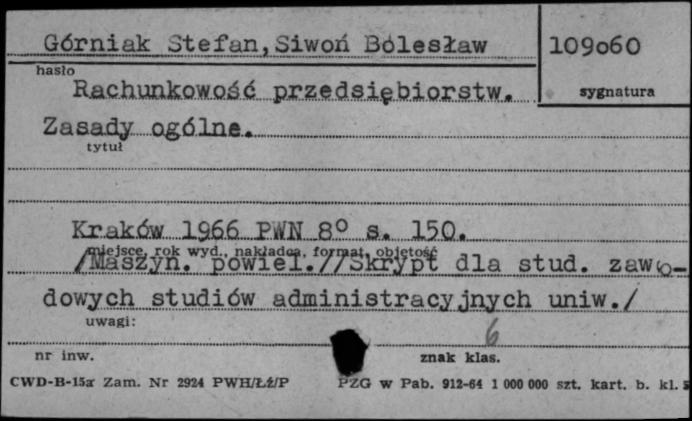 Górniak Stefan, Siwoń Bolesław
109060
hasło
Rachunkowość przedsiębiorstw.
sygnatura
Zasady ogólne.
tytuł
Kraków 1966 PWN 8° s. 150.
miejsce, rok wyd., nakładca, format, objętość
/Maszyn. powiel.//Skrypt dla stud. zawo-
dowych studiów administracyjnych uniw./
uwagi:
6
nr inw.
znak klas.
CWD-B-15a Zam. Nr 2924 PWH/Łź/P PZG w Pab. 912-64 1 000 000 szt. kart. b. kl. 5